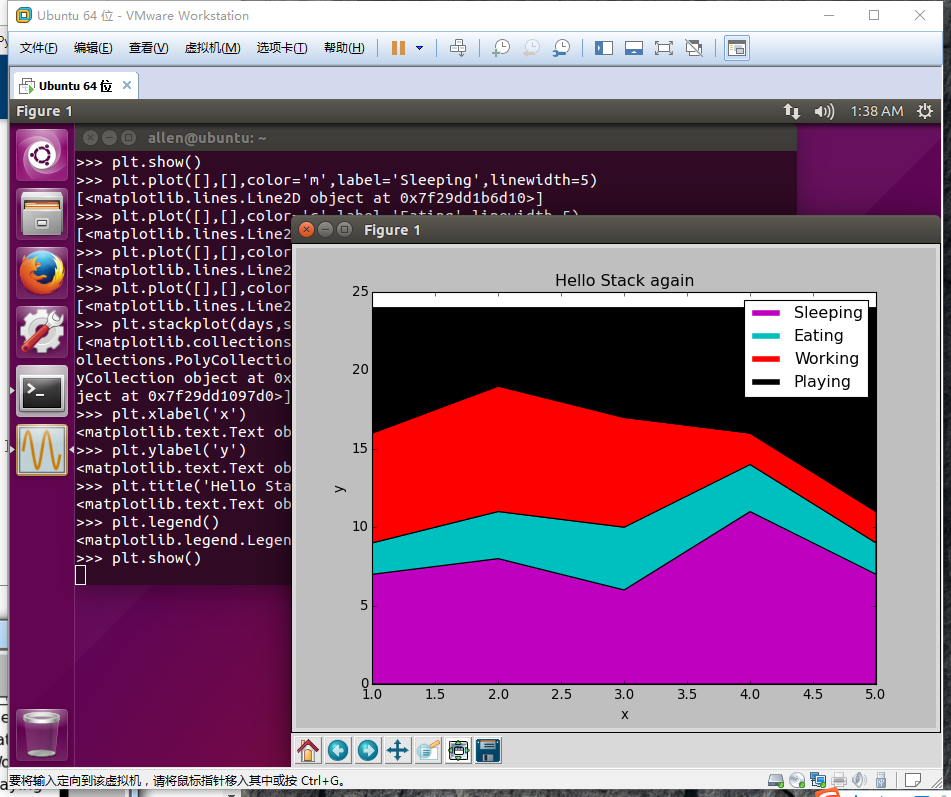 Ubuntu 64 位 - VMware Workstation
文件(F) 编辑(E) 查看(V) 虚拟机(M) 选项卡(T) 帮助(H)
Ubuntu 64 位
Figure 1 1:38 AM
allen@ubuntu: ~
>>> plt.show()
>>> plt.plot([],[],color='m',label='Sleeping',linewidth=5)
[<matplotlib.lines.Line2D object at 0x7f29dd1b6d10>]
>>> plt.plot([],[],color='c',label='Eating',linewidth=5)
[<matplotlib.lines.Line2
>>> plt.plot([],[],color
[<matplotlib.lines.Line2
>>> plt.plot([],[],color
[<matplotlib.lines.Line2
>>> plt.stackplot(days,s
[<matplotlib.collections
ollections.PolyCollectio
yCollection object at 0x
ject at 0x7f29dd1097d0>]
>>> plt.xlabel('x')
<matplotlib.text.Text ob
>>> plt.ylabel('y')
<matplotlib.text.Text ob
>>> plt.title('Hello Sta
<matplotlib.text.Text ob
>>> plt.legend()
<matplotlib.legend.Legen
>>> plt.show()
Figure 1
Hello Stack again
25
20
15
10
5
0
y
Sleeping
Eating
Working
Playing
1.0 1.5 2.0 2.5 3.0 3.5 4.0 4.5 5.0
x
要将输入定向到该虚拟机，请将鼠标指针移入其中或按 Ctrl+G。